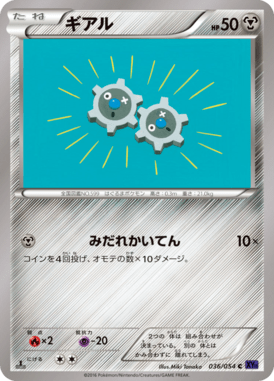 たね ギアル HP50
全国図鑑NO.599 はぐるまポケモン 高さ：0.3m 重さ：21.0kg
みだれかいてん 10×
コインを4回投げ、オモテの数×10ダメージ。
弱点 抵抗力
×2 -20
にげる
2つの 体は 組み合わせが
決まっている。 別の 体とは
かみ合わずに 離れてしまう。
Illus. Miki Tanaka 036/054 C XY
©2016 Pokémon/Nintendo/Creatures/GAME FREAK.